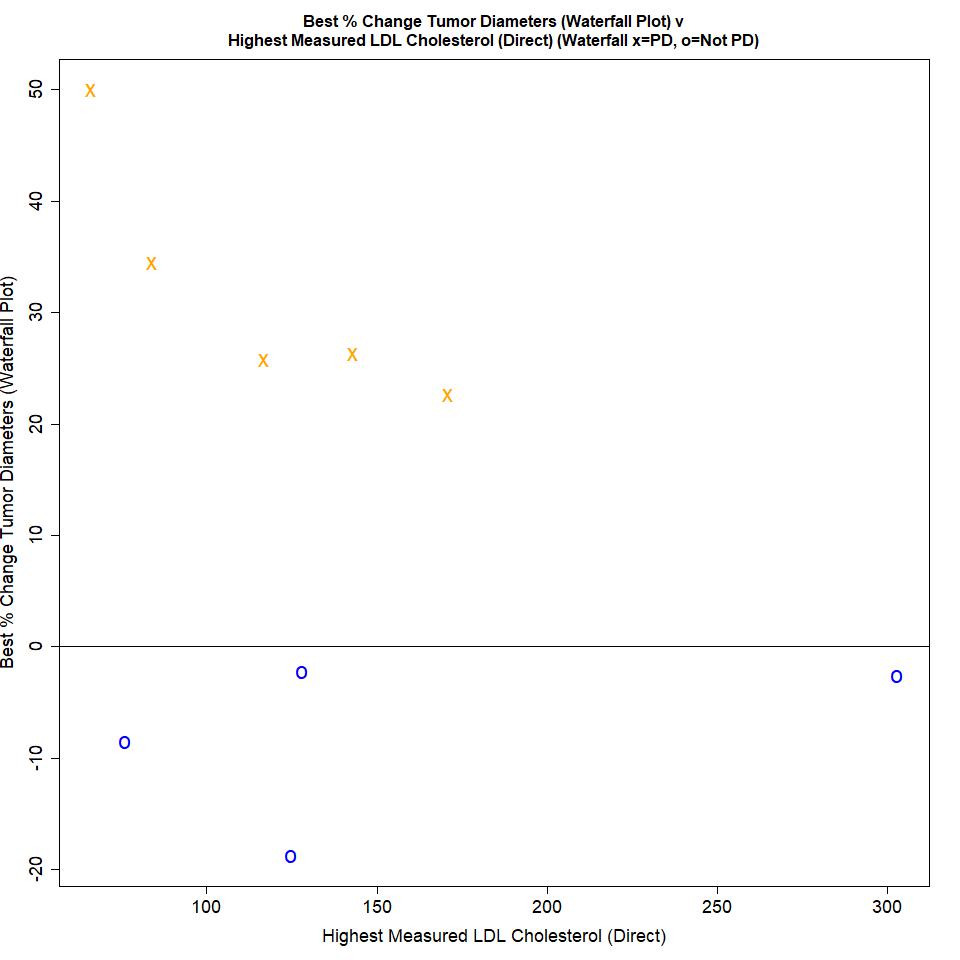 Best % Change Tumor Diameters (Waterfall Plot) v
Highest Measured LDL Cholesterol (Direct) (Waterfall x=PD, o=Not PD)
Best % Change Tumor Diameters (Waterfall Plot)
50
40
30
20
10
0
-10
-20
X
X
X
X
X
O
O
O
O
100
150
200
250
300
Highest Measured LDL Cholesterol (Direct)